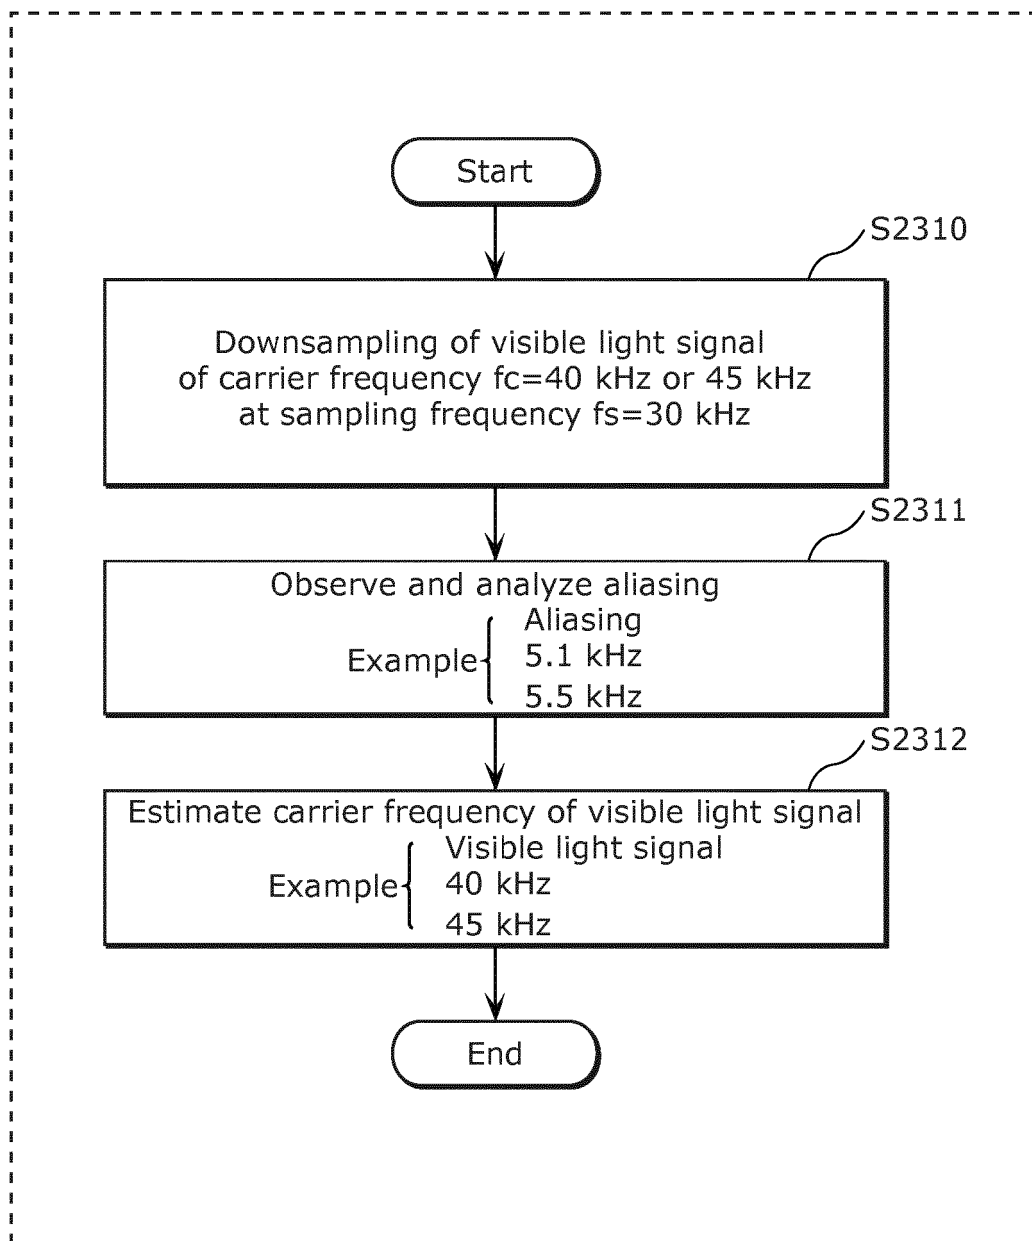 Start
S2310
Downsampling of visible light signal
of carrier frequency fc=40 kHz or 45 kHz
at sampling frequency fs=30 kHz
S2311
Observe and analyze aliasing
Aliasing
Example
5.1 kHz
5.5 kHz
S2312
Estimate carrier frequency of visible light signal
Visible light signal
Example
40 kHz
45 kHz
End